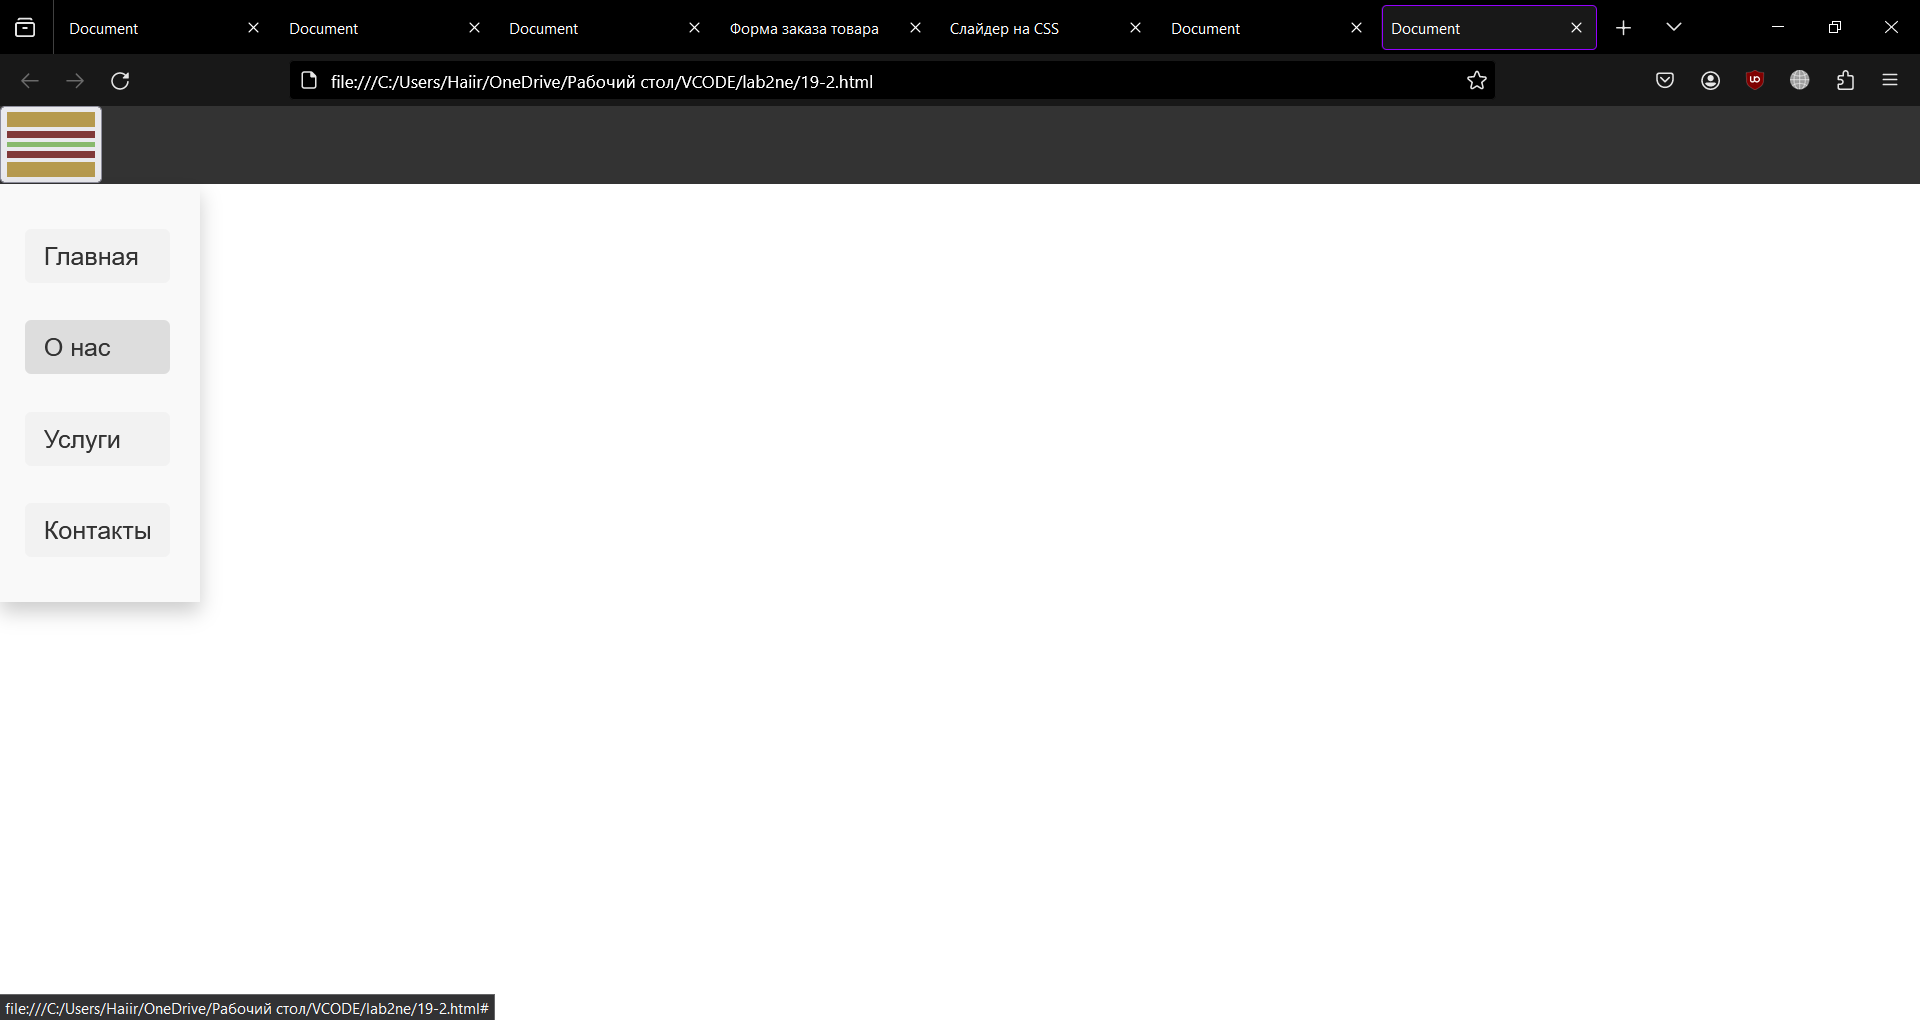 Document
Document
Document
Форма заказа товара
Слайдер на CSS
Document
Document
file:///C:/Users/Haiir/OneDrive/Рабочий стол/VCODE/lab2ne/19-2.html
Главная
О нас
Услуги
Контакты
file:///C:/Users/Haiir/OneDrive/Рабочий стол/VCODE/lab2ne/19-2.html#